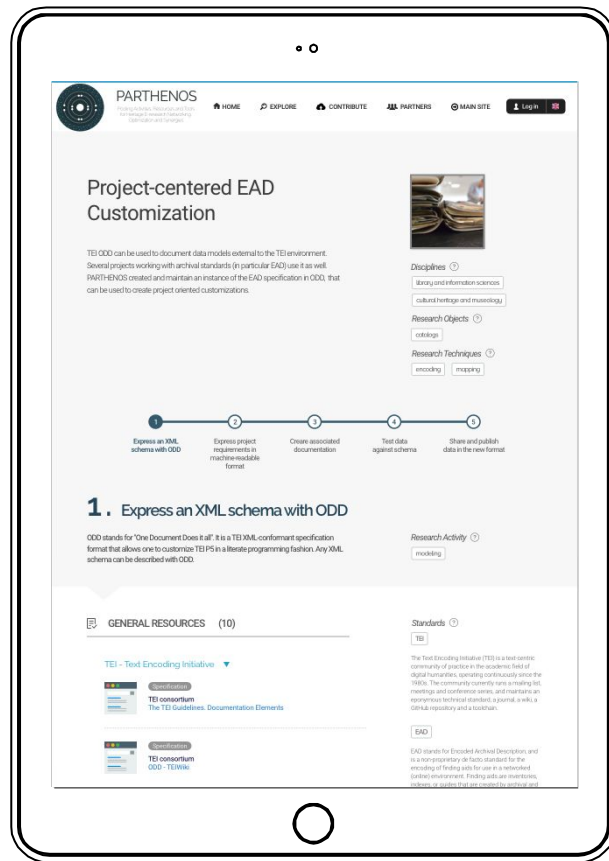 PARTHENOS
HOME
EXPLORE
CONTRIBUTE
PARTNERS
MAIN SITE
Log in
Project-centered EAD
Customization
TEI ODD can be used to document data models external to the TEI environment.
Several projects working with archival standards (in particular EAD) use it as well.
PARTHENOS created and maintain an instance of the EAD specification in ODD, that
can be used to create project oriented customizations.
Disciplines ?
library and information sciences
cultural heritage and museology
Research Objects ?
catalogs
Research Techniques ?
encoding mapping
1 2 3 4 5
Express an XML
schema with ODD
Express project
requirements in
machine-readable
format
Creare associated
documentation
Test data
against schema
Share and publish
data in the new format
1. Express an XML schema with ODD
ODD stands for "One Document Does it all". It is a TEI XML-conformant specification
format that allows one to customize TEI P5 in a literate programming fashion. Any XML
schema can be described with ODD.
Research Activity ?
modeling
GENERAL RESOURCES (10)
TEI - Text Encoding Initiative
Specification
TEI consortium
The TEI Guidelines. Documentation Elements
Specification
TEI consortium
ODD - TEIWiki
Standards ?
TEI
The Text Encoding Initiative (TEI) is a text-centric
community of practice in the academic field of
digital humanities, operating continuously since the
1980s. The community currently runs a mailing list,
meetings and conference series, and maintains an
eponymous technical standard, a journal, a wiki, a
GitHub repository and a toolchain.
EAD
EAD stands for Encoded Archival Description, and
is a non-proprietary de facto standard for the
encoding of finding aids for use in a networked
(online) environment. Finding aids are inventories,
indexes, or guides that are created by archival and